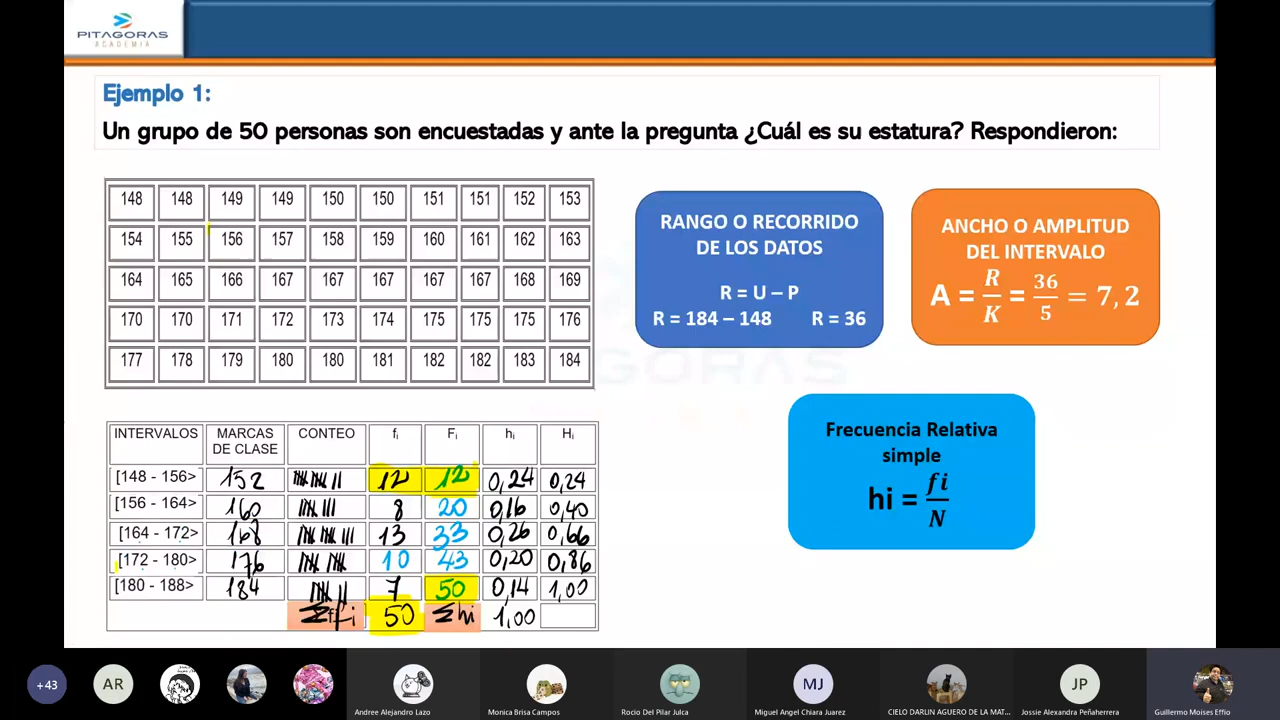 PITAGORAS
ACADEMIA
Ejemplo 1:
Un grupo de 50 personas son encuestadas y ante la pregunta ¿Cuál es su estatura? Respondieron:
148 148 149 149 150 150 151 151 152 153
154 155 156 157 158 159 160 161 162 163
164 165 166 167 167 167 167 167 168 169
170 170 171 172 173 174 175 175 175 176
177 178 179 180 180 181 182 182 183 184
RANGO O RECORRIDO
DE LOS DATOS
R = U – P
R = 184 – 148 R = 36
ANCHO O AMPLITUD
DEL INTERVALO
A = R/K = 36/5 = 7,2
Frecuencia Relativa
simple
hi = fi/N
INTERVALOS MARCAS DE CLASE CONTEO fi Fi hi Hi
[148 - 156> 152 12 12 0,24 0,24
[156 - 164> 160 8 20 0,16 0,40
[164 - 172> 168 13 33 0,26 0,66
[172 - 180> 176 10 43 0,20 0,86
[180 - 188> 184 7 50 0,14 1,00
Σfi 50 Σhi 1,00
+43 AR MJ JP
Andree Alejandro Lazo Monica Brisa Campos Rocio Del Pilar Julca Miguel Angel Chiara Juarez CIELO DARLIN AGUERO DE LA MAT... Jossie Alexandra Peñaherrera Guillermo Moises Effio